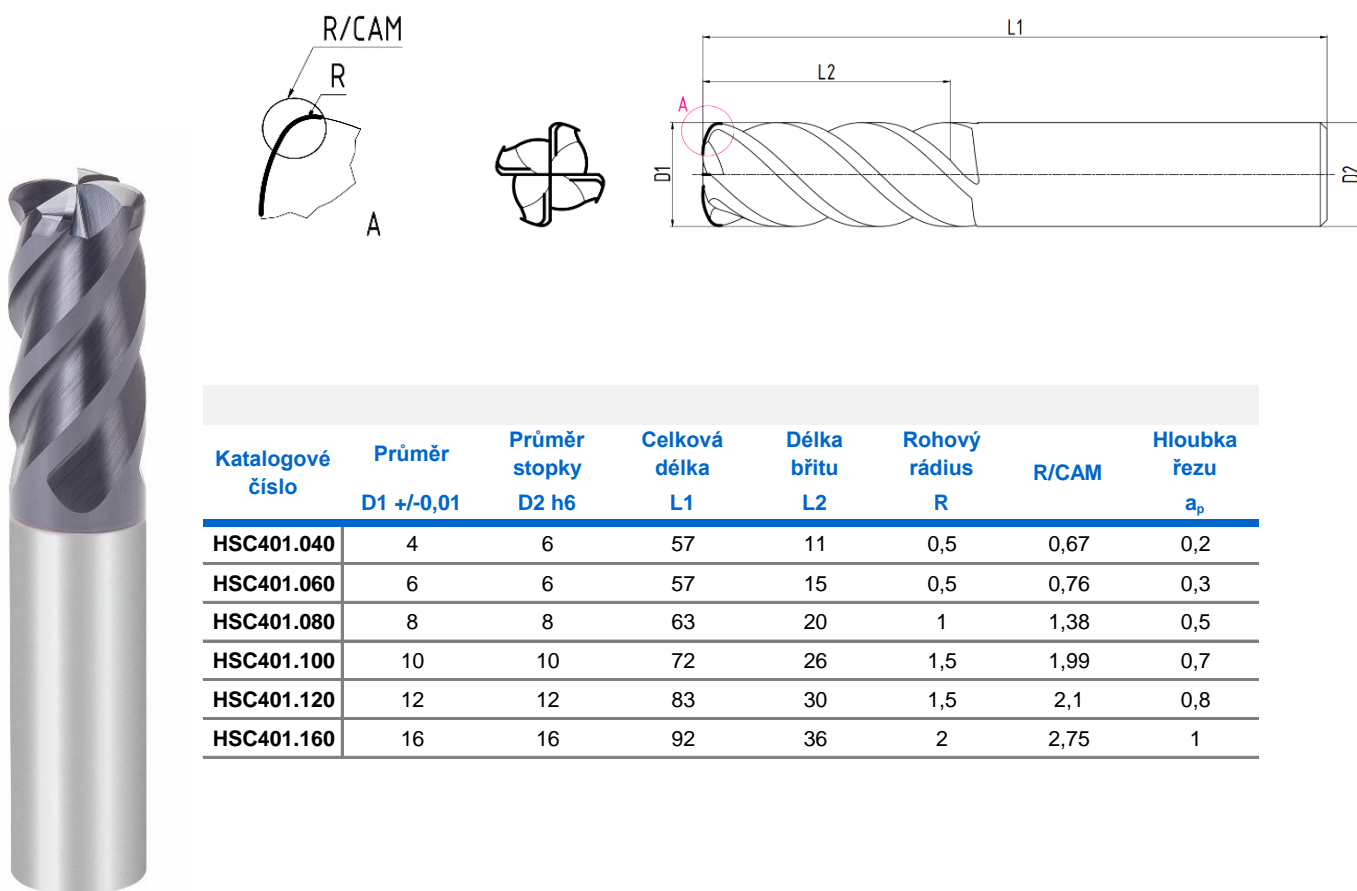 R/CAM
R
A
L1
L2
A
D1
D2
Katalogové číslo
Průměr
D1 +/-0,01
Průměr stopky
D2 h6
Celková délka
L1
Délka břitu
L2
Rohový rádius
R
R/CAM
Hloubka řezu
ap
HSC401.040 4 6 57 11 0,5 0,67 0,2
HSC401.060 6 6 57 15 0,5 0,76 0,3
HSC401.080 8 8 63 20 1 1,38 0,5
HSC401.100 10 10 72 26 1,5 1,99 0,7
HSC401.120 12 12 83 30 1,5 2,1 0,8
HSC401.160 16 16 92 36 2 2,75 1